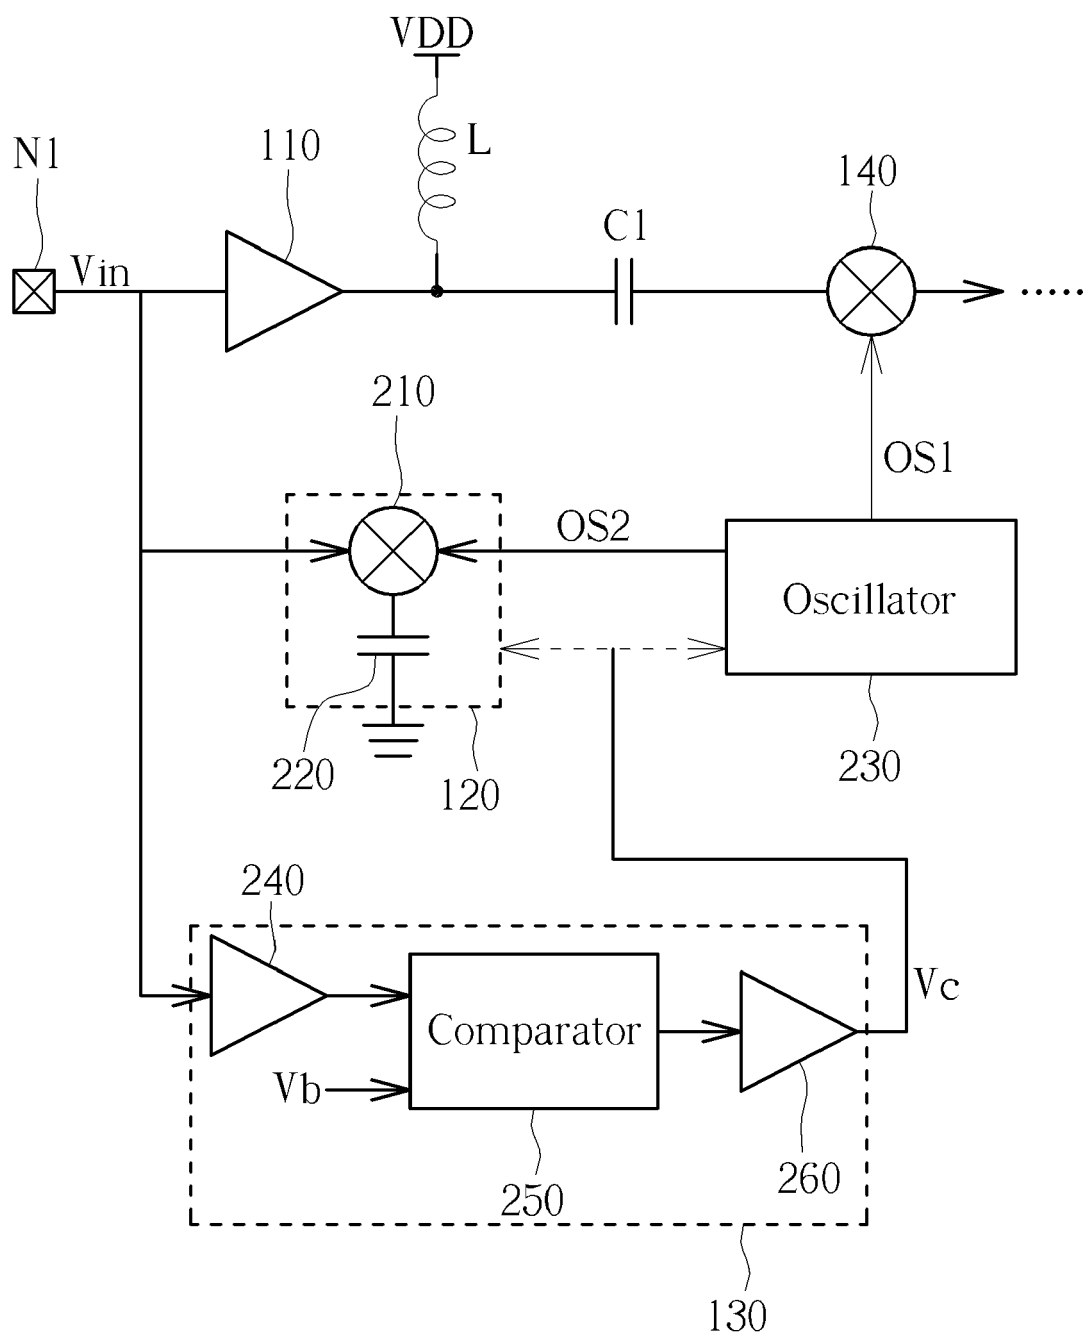 VDD
N1
110
L
140
C1
Vin
210
OS1
OS2
Oscillator
220
120
230
240
Vc
Comparator
Vb
250
260
130